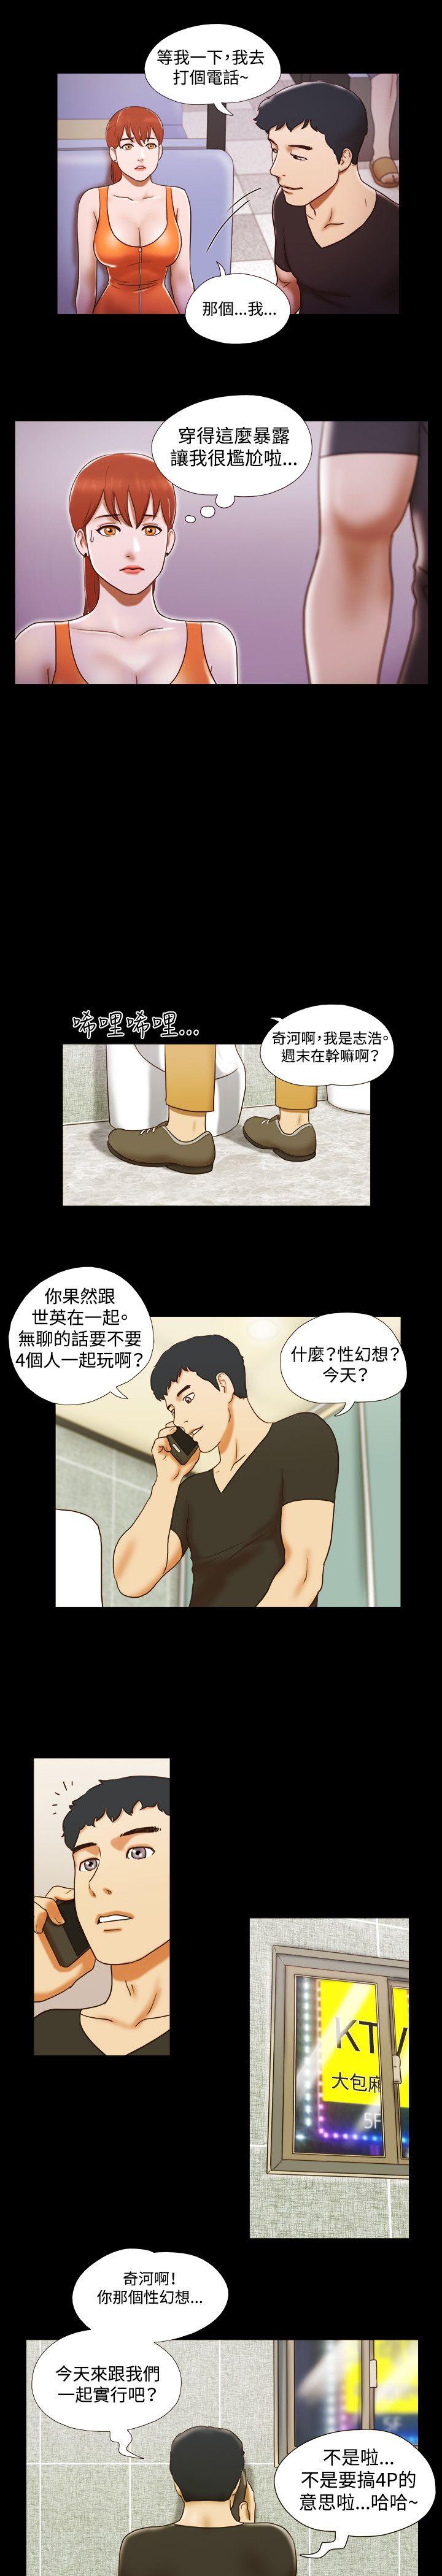 等我一下，我去
打個電話~
那個...我...
穿得這麼暴露
讓我很尷尬啦...
唏哩唏哩...
奇河啊，我是志浩。
週末在幹嘛啊？
你果然跟
世英在一起。
無聊的話要不要
4個人一起玩啊？
什麼？性幻想？
今天？
KTV
大包麻
5F
奇河啊！
你那個性幻想...
今天來跟我們
一起實行吧？
不是啦...
不是要搞4P的
意思啦...哈哈~